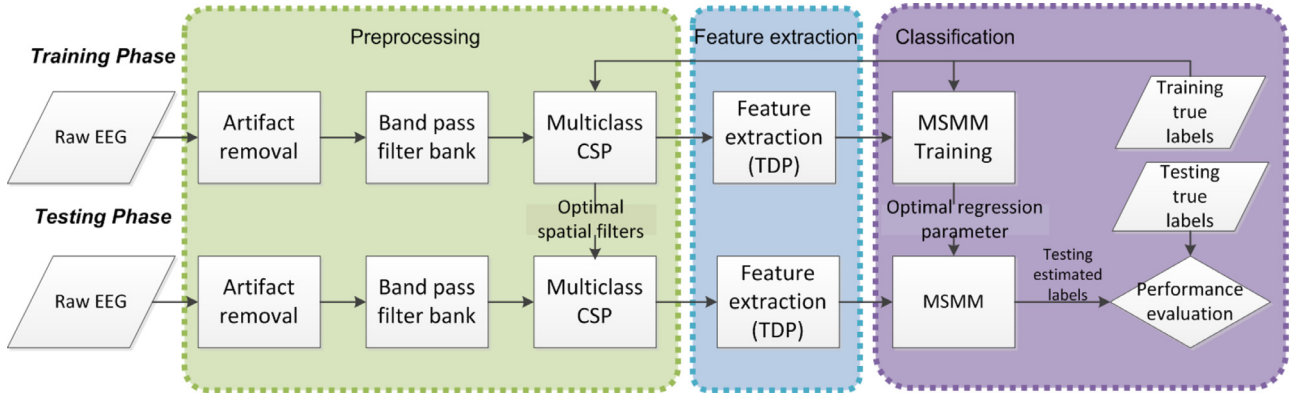 Preprocessing
Feature extraction
Classification
Training Phase
Raw EEG
Artifact
removal
Band pass
filter bank
Multiclass
CSP
Feature
extraction
(TDP)
MSMM
Training
Training
true
labels
Testing Phase
Optimal
spatial filters
Optimal regression
parameter
Testing
true
labels
Raw EEG
Artifact
removal
Band pass
filter bank
Multiclass
CSP
Feature
extraction
(TDP)
MSMM
Testing
estimated
labels
Performance
evaluation